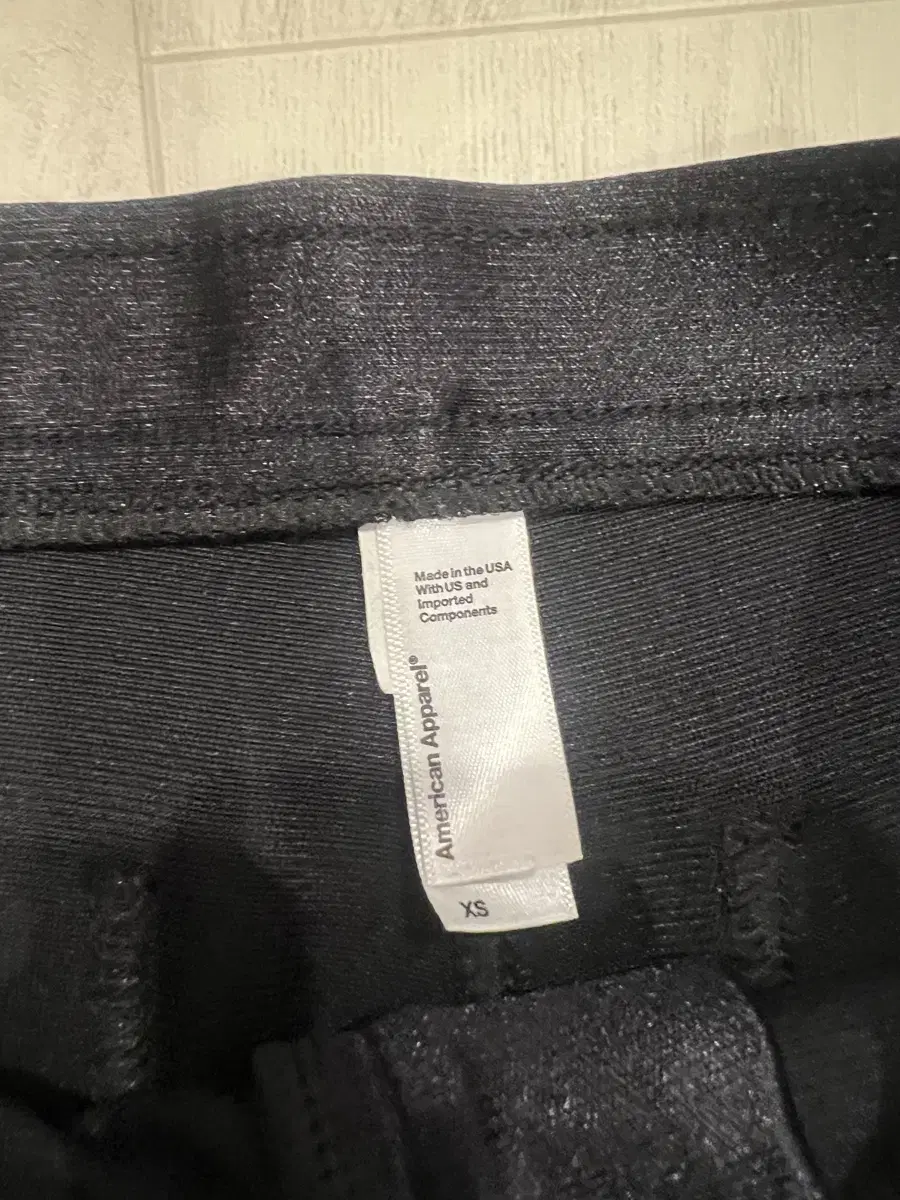 Made in the USA
With US and
Imported
Components
American Apparel®
XS